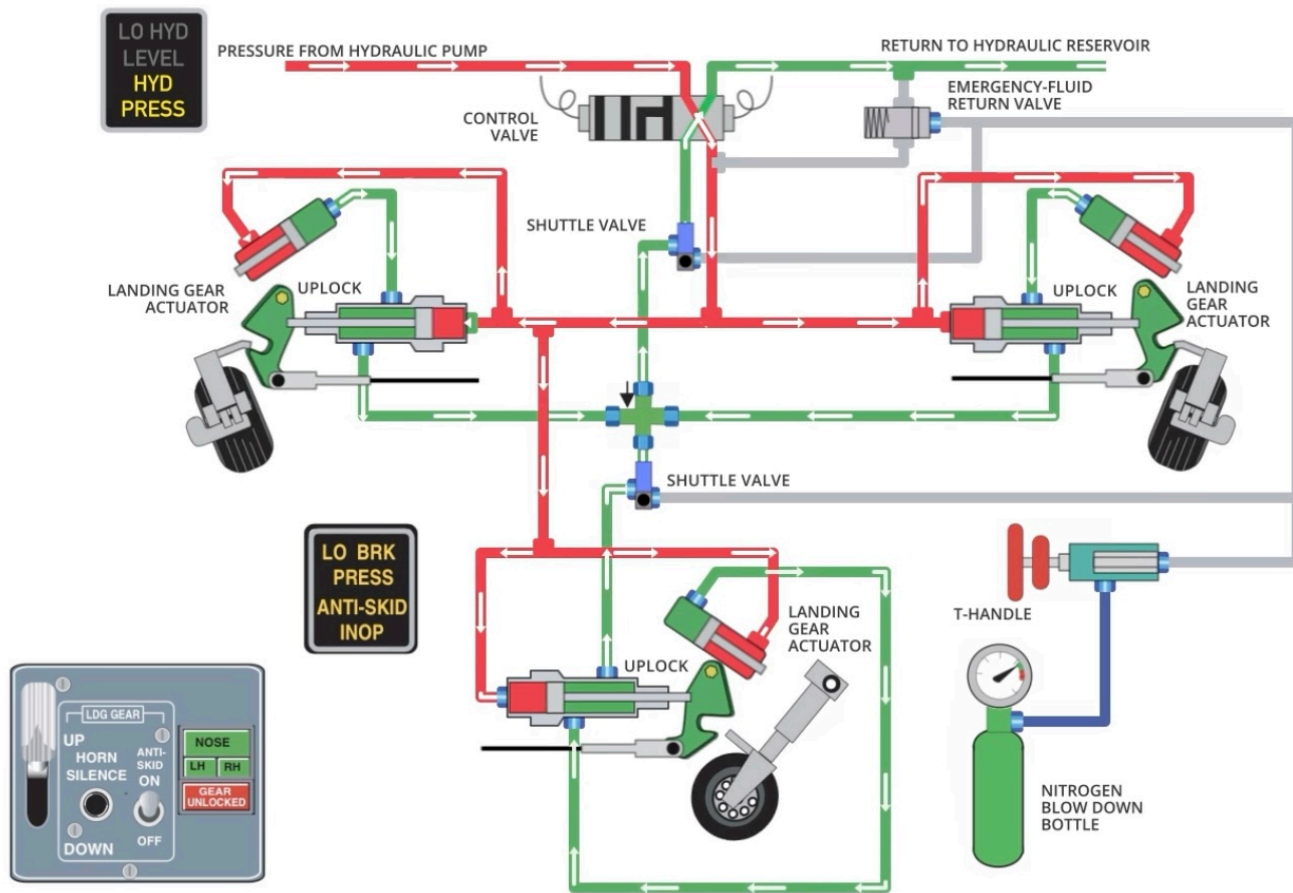 LO HYD
LEVEL
HYD
PRESS
PRESSURE FROM HYDRAULIC PUMP
RETURN TO HYDRAULIC RESERVOIR
CONTROL
VALVE
EMERGENCY-FLUID
RETURN VALVE
SHUTTLE VALVE
LANDING GEAR
ACTUATOR
UPLOCK
UPLOCK
LANDING
GEAR
ACTUATOR
SHUTTLE VALVE
LO BRK
PRESS
ANTI-SKID
INOP
LANDING
GEAR
ACTUATOR
UPLOCK
T-HANDLE
NITROGEN
BLOW DOWN
BOTTLE
LDG GEAR
UP
HORN
SILENCE
DOWN
ANTI-
SKID
ON
OFF
NOSE
LH RH
GEAR
UNLOCKED